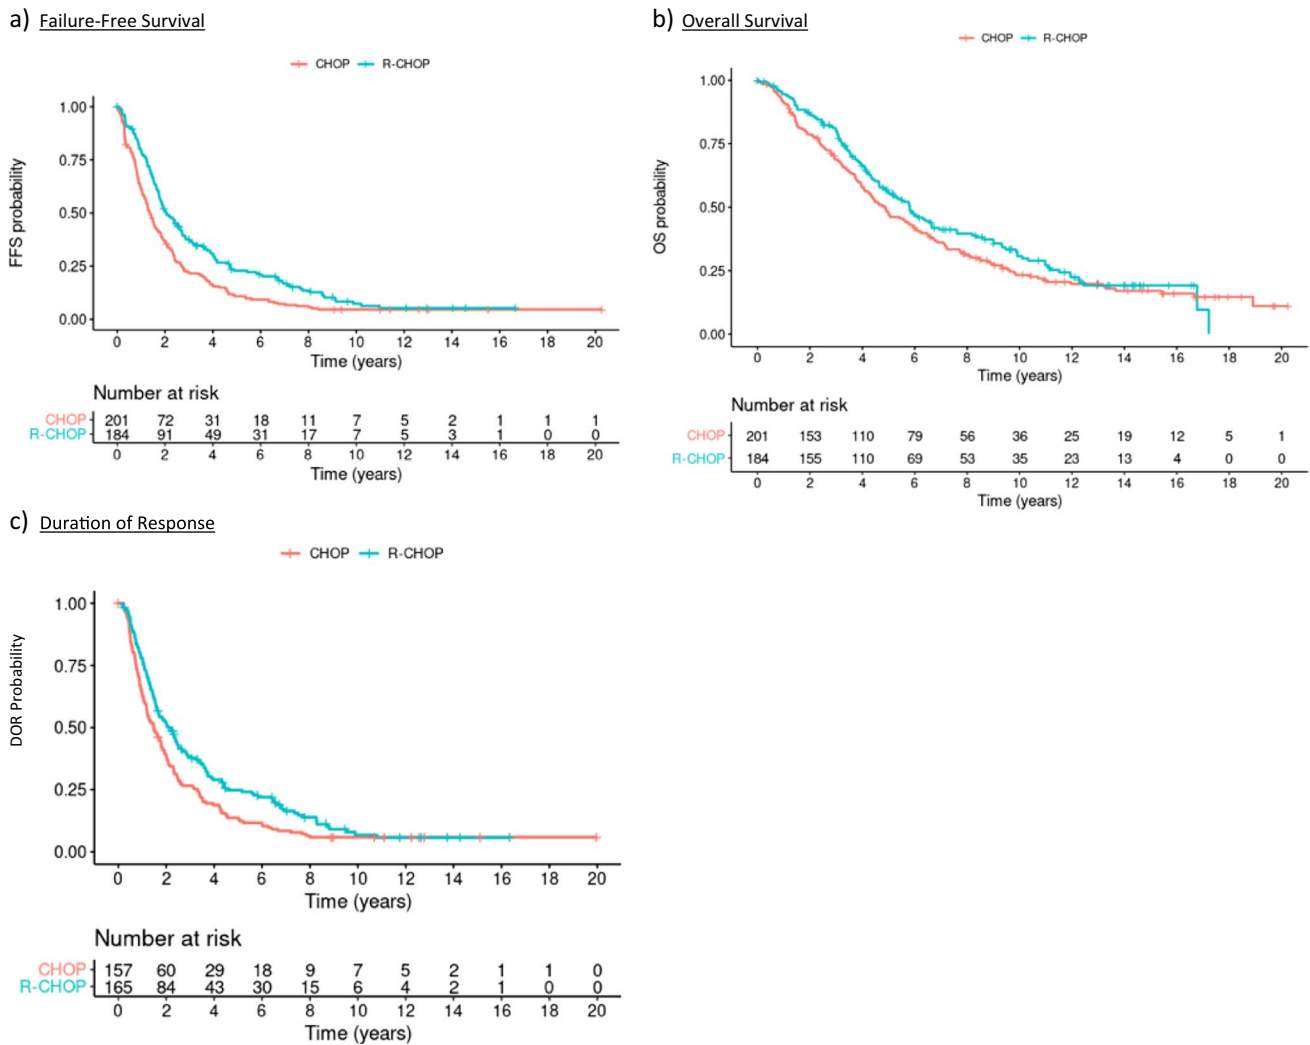 a) Failure-Free Survival
CHOP R-CHOP
1.00
0.75
0.50
0.25
0.00
FFS probability
0 2 4 6 8 10 12 14 16 18 20
Time (years)
Number at risk
CHOP 201 72 31 18 11 7 5 2 1 1 1
R-CHOP 184 91 49 31 17 7 5 3 1 0 0
0 2 4 6 8 10 12 14 16 18 20
Time (years)
b) Overall Survival
CHOP R-CHOP
1.00
0.75
0.50
0.25
0.00
OS probability
0 2 4 6 8 10 12 14 16 18 20
Time (years)
Number at risk
CHOP 201 153 110 79 56 36 25 19 12 5 1
R-CHOP 184 155 110 69 53 35 23 13 4 0 0
0 2 4 6 8 10 12 14 16 18 20
Time (years)
c) Duration of Response
CHOP R-CHOP
1.00
0.75
0.50
0.25
0.00
DOR Probability
0 2 4 6 8 10 12 14 16 18 20
Time (years)
Number at risk
CHOP 157 60 29 18 9 7 5 2 1 1 0
R-CHOP 165 84 43 30 15 6 4 2 1 0 0
0 2 4 6 8 10 12 14 16 18 20
Time (years)